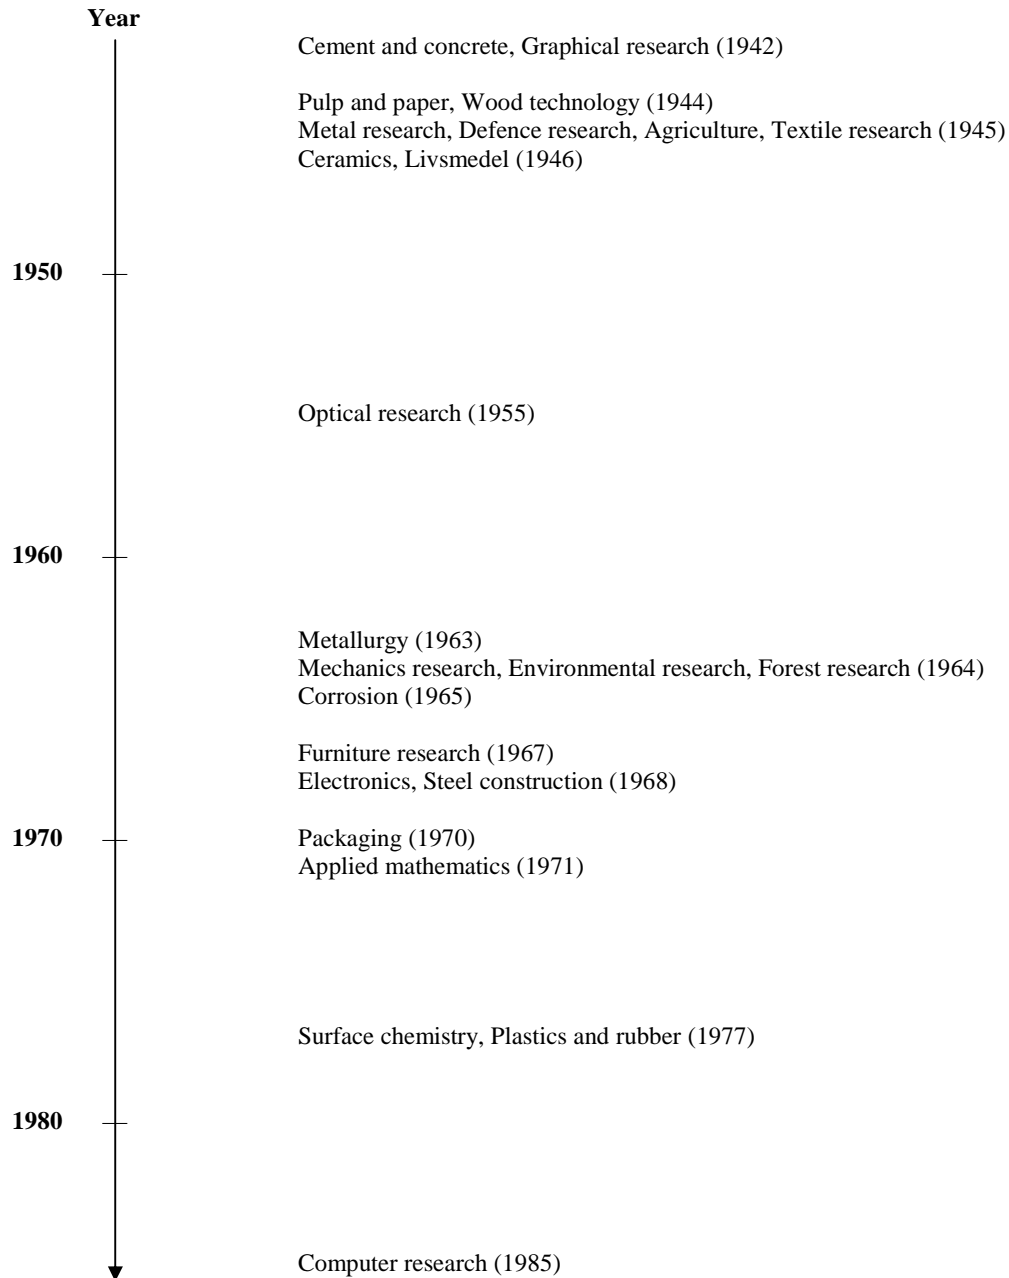 Year
Cement and concrete, Graphical research (1942)
Pulp and paper, Wood technology (1944)
Metal research, Defence research, Agriculture, Textile research (1945)
Ceramics, Livsmedel (1946)
1950
Optical research (1955)
1960
Metallurgy (1963)
Mechanics research, Environmental research, Forest research (1964)
Corrosion (1965)
Furniture research (1967)
Electronics, Steel construction (1968)
1970 Packaging (1970)
Applied mathematics (1971)
Surface chemistry, Plastics and rubber (1977)
1980
Computer research (1985)